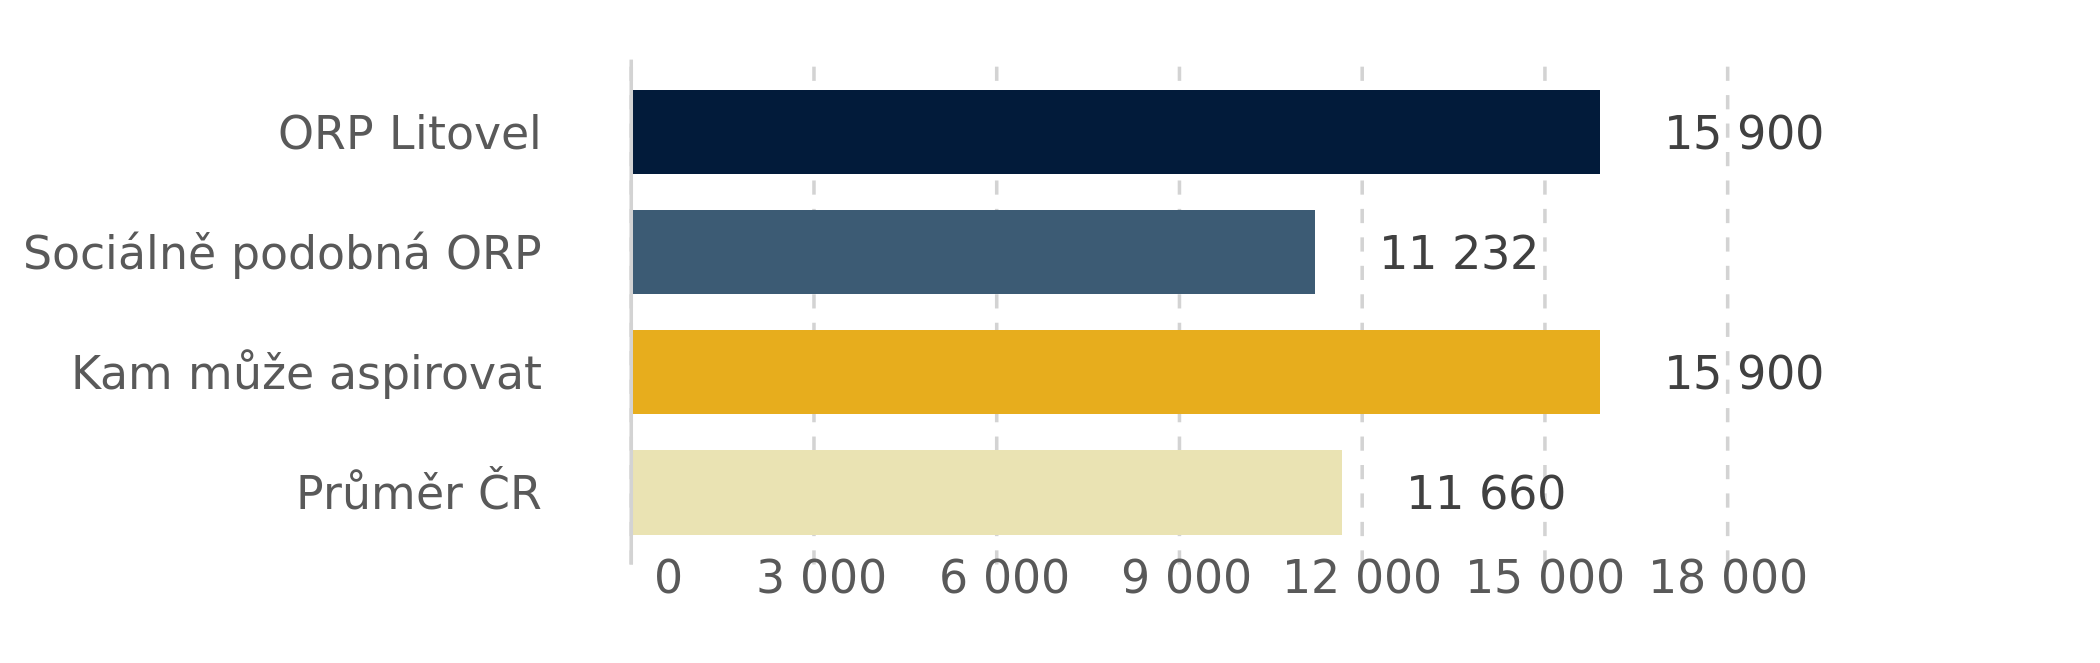 ORP Litovel 15 900
Sociálně podobná ORP 11 232
Kam může aspirovat 15 900
Průměr ČR 11 660
0 3 000 6 000 9 000 12 000 15 000 18 000